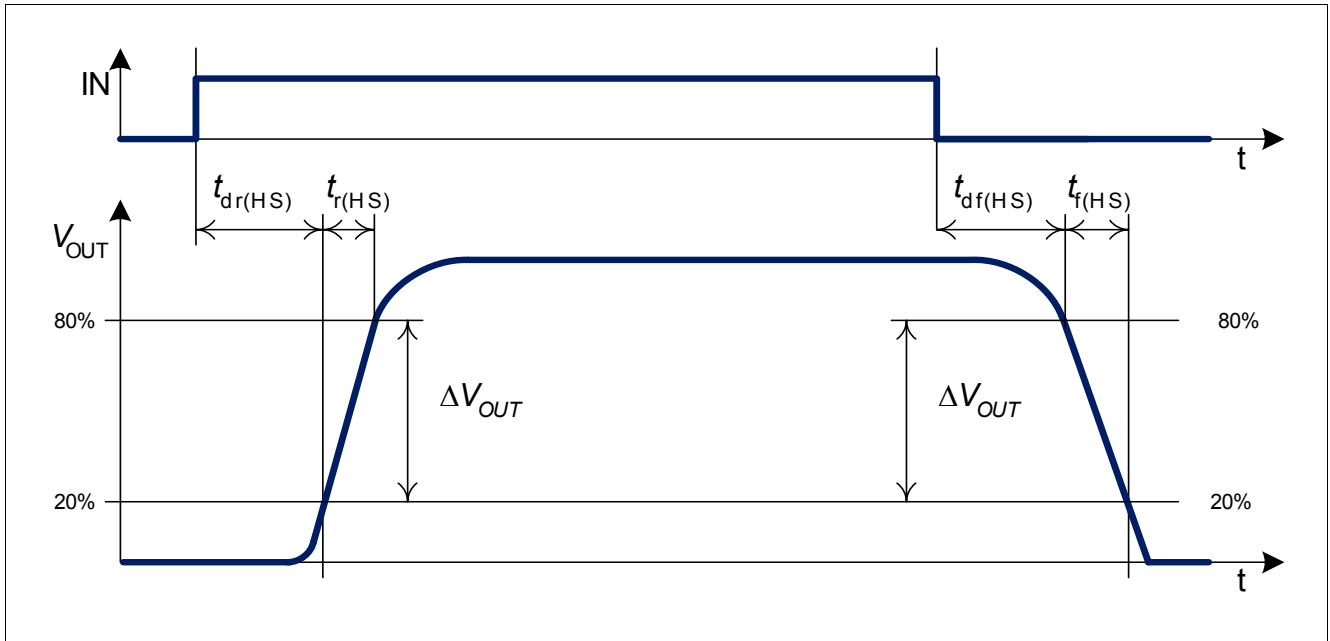 IN
t
tdr(HS)
tr(HS)
tdf(HS)
tf(HS)
VOUT
80%
80%
ΔVOUT
ΔVOUT
20%
20%
t